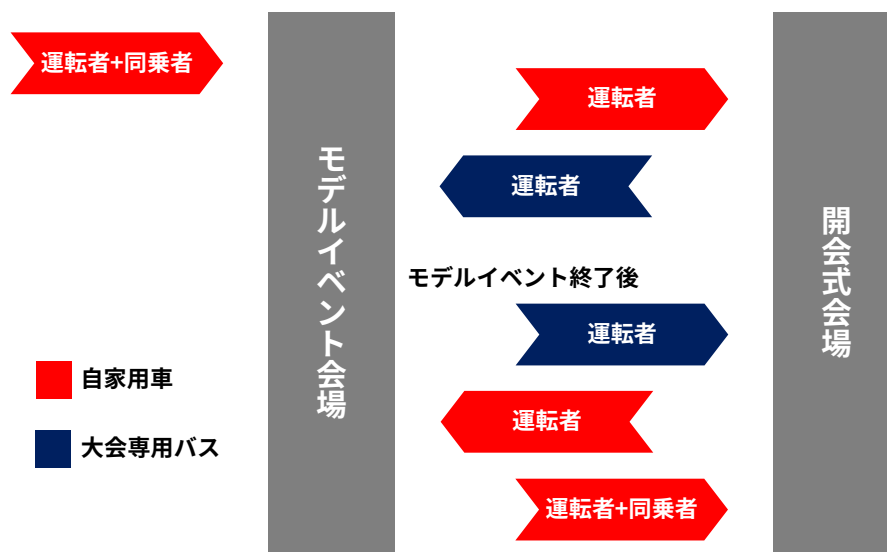 運転者+同乗者
モデルイベント会場
運転者
運転者
モデルイベント終了後
運転者
運転者
運転者+同乗者
開会式会場
自家用車
大会専用バス